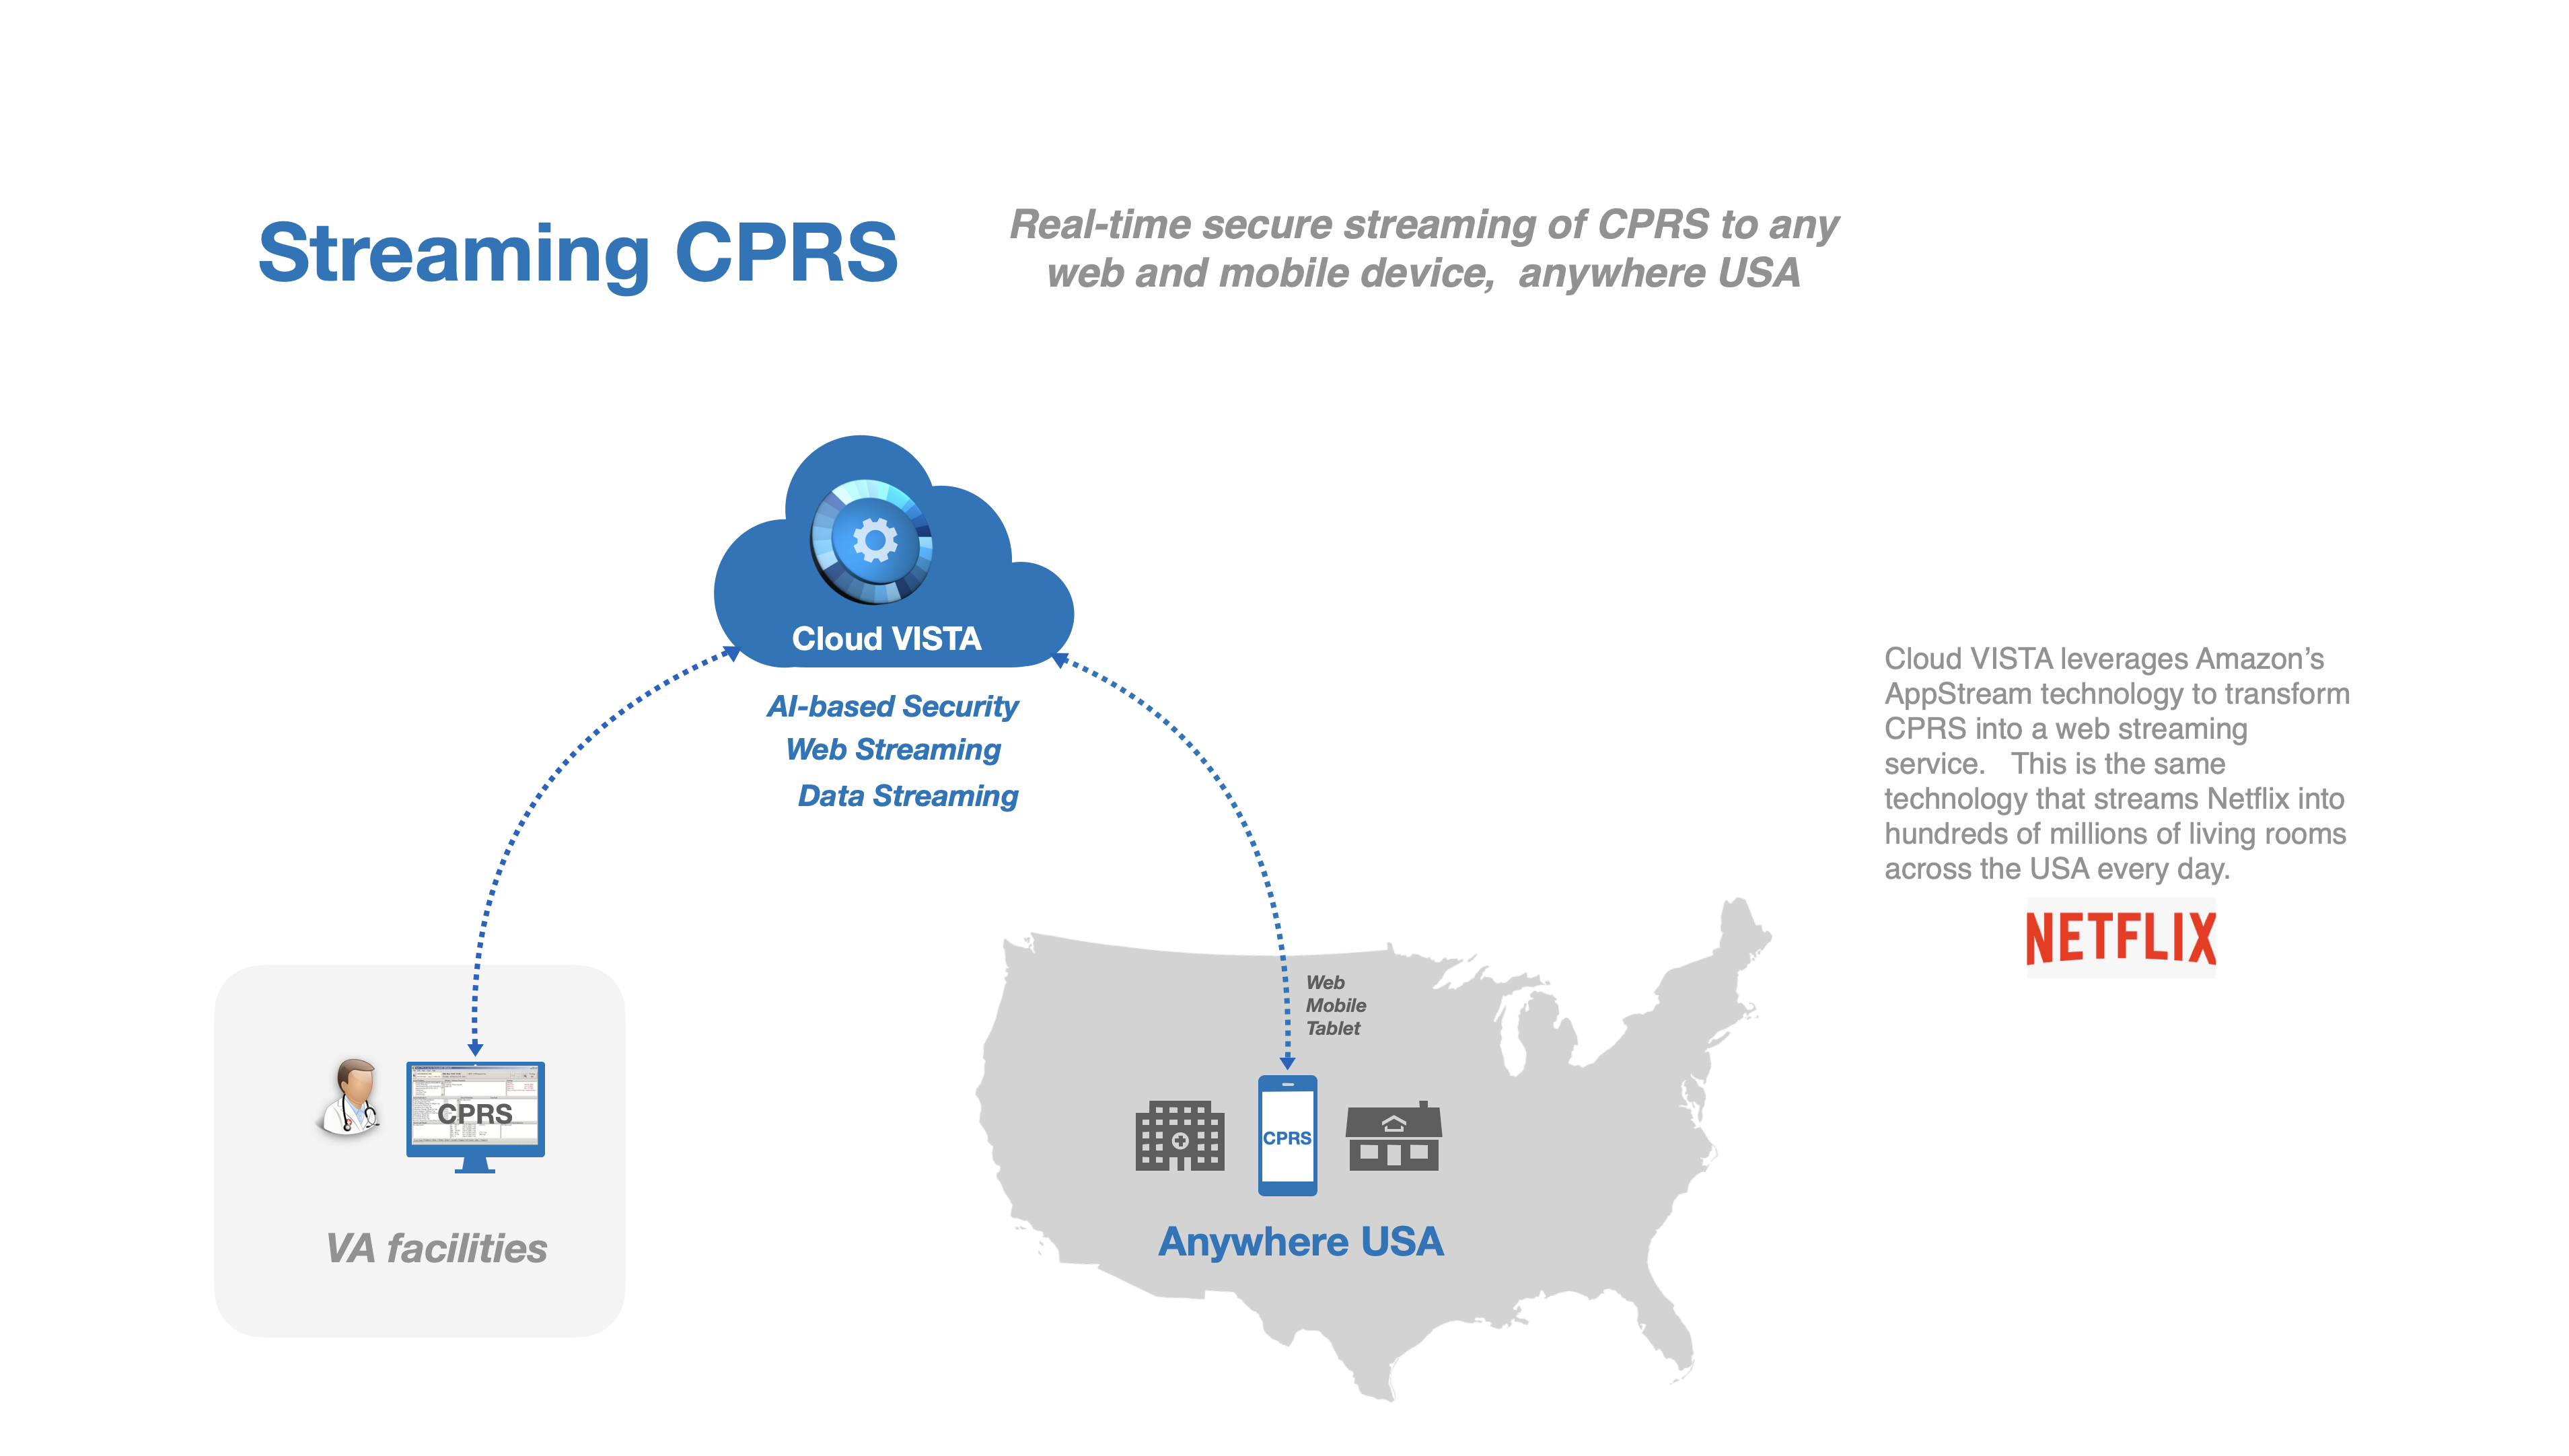 Streaming CPRS
Real-time secure streaming of CPRS to any
web and mobile device,  anywhere USA
Cloud VISTA
AI-based Security
Web Streaming
Data Streaming
Cloud VISTA leverages Amazon’s
AppStream technology to transform
CPRS into a web streaming
service.   This is the same
technology that streams Netflix into
hundreds of millions of living rooms
across the USA every day.
NETFLIX
Web
Mobile
Tablet
CPRS
CPRS
VA facilities
Anywhere USA